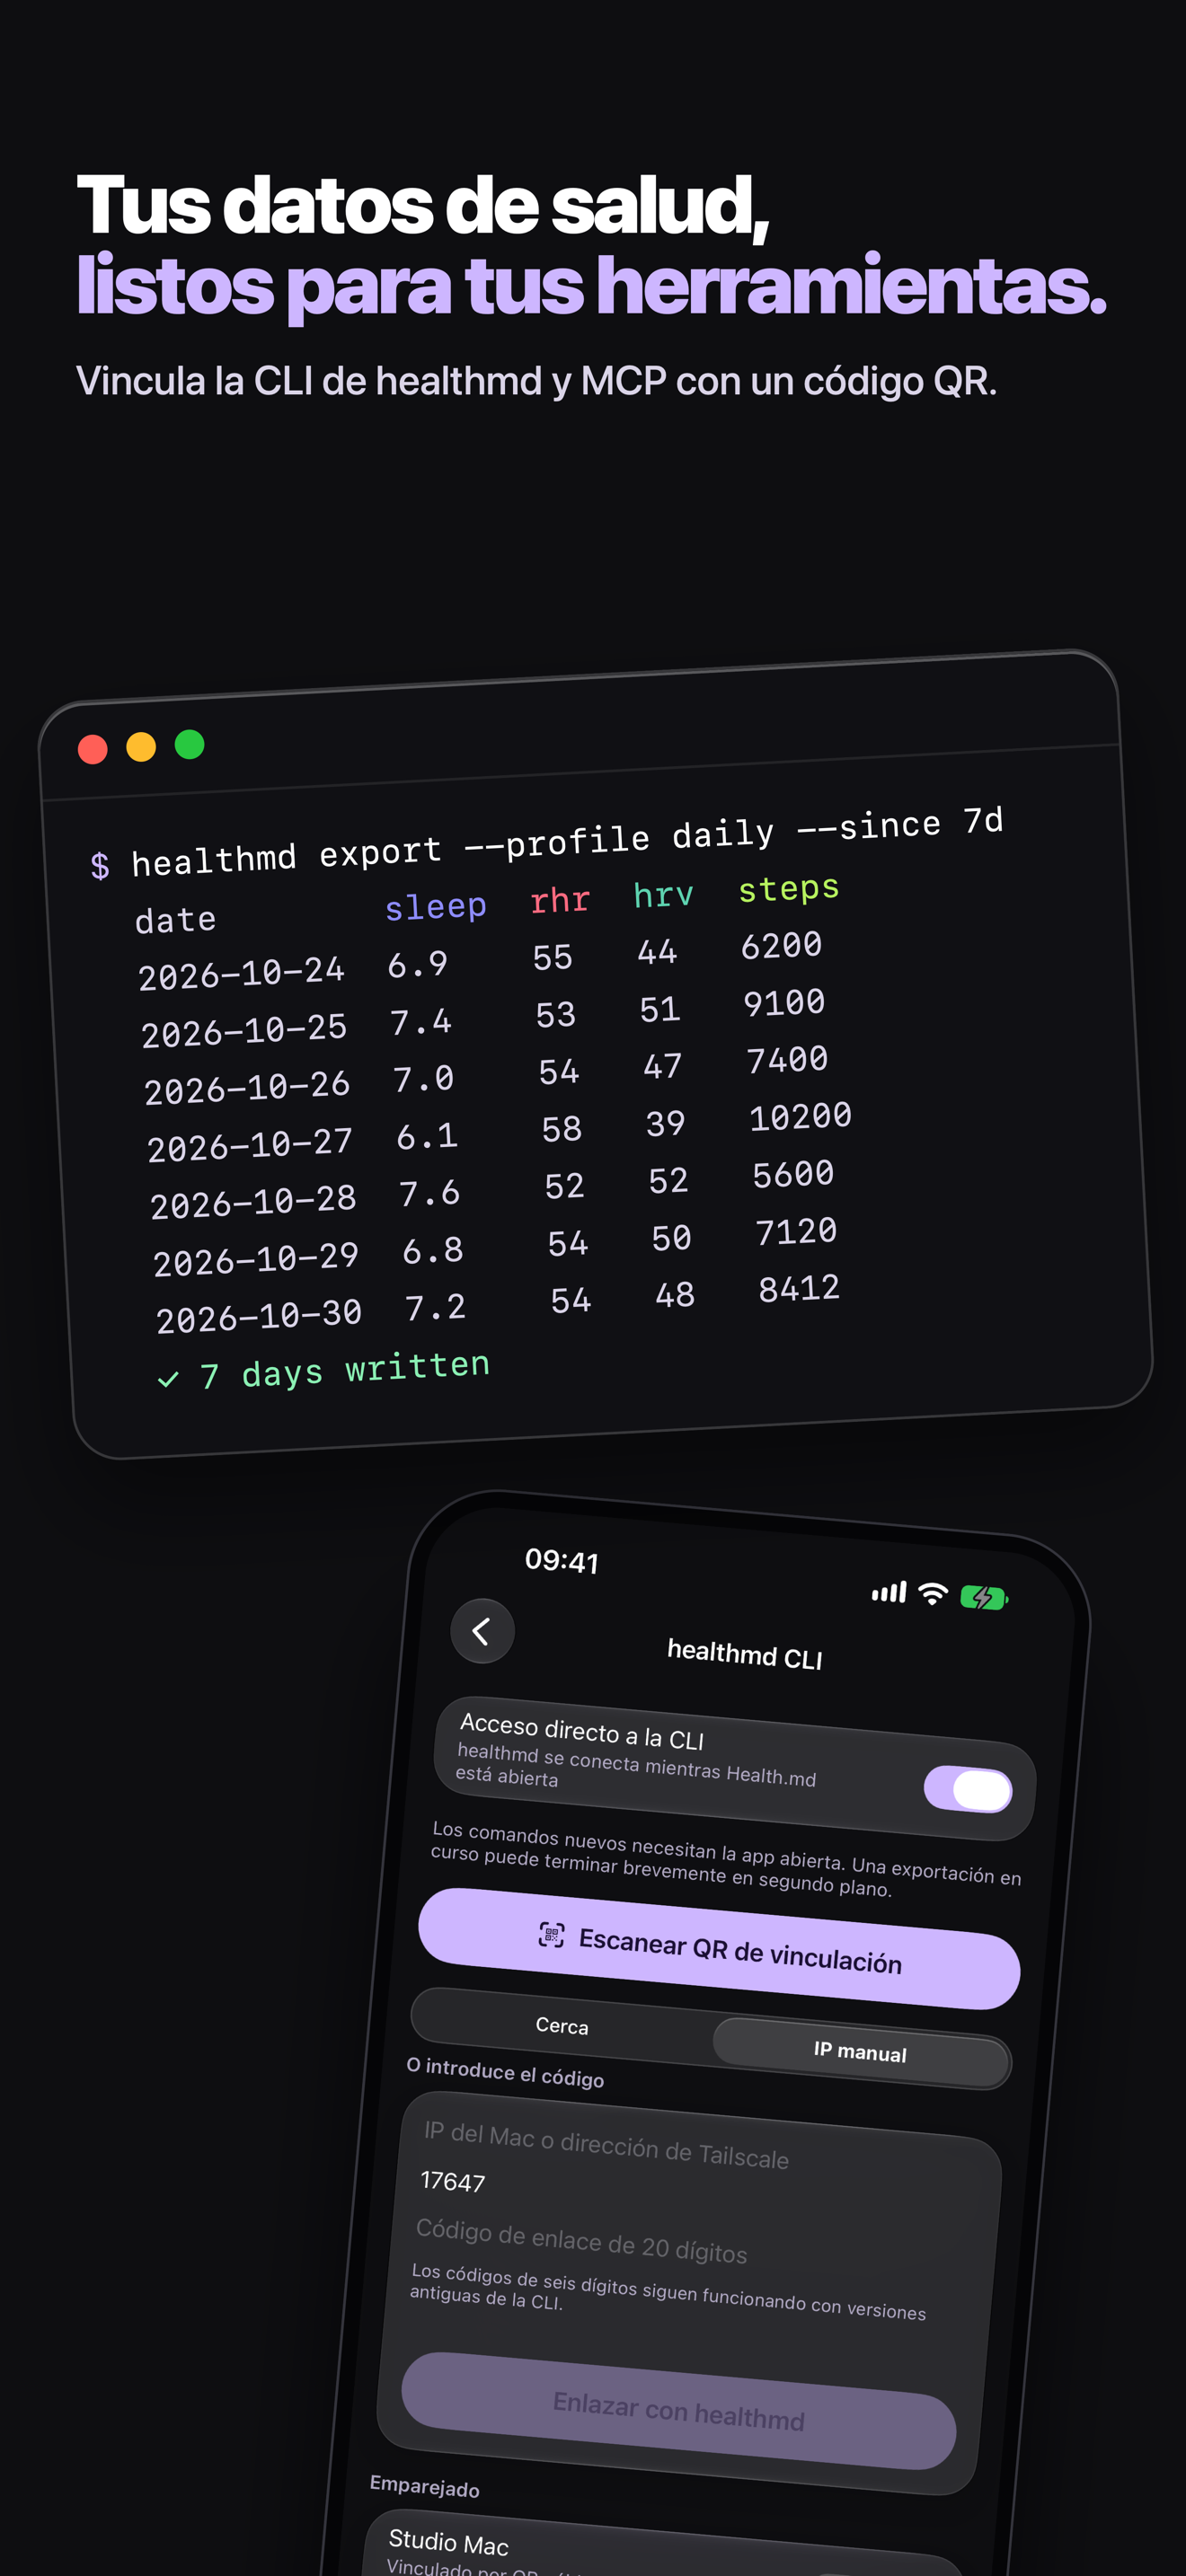 Tus datos de salud,
listos para tus herramientas.
Vincula la CLI de healthmd y MCP con un código QR.
$ healthmd export --profile daily --since 7d
date sleep rhr hrv steps
2026-10-24 6.9 55 44 6200
2026-10-25 7.4 53 51 9100
2026-10-26 7.0 54 47 7400
2026-10-27 6.1 58 39 10200
2026-10-28 7.6 52 52 5600
2026-10-29 6.8 54 50 7120
2026-10-30 7.2 54 48 8412
✓ 7 days written
09:41
healthmd CLI
Acceso directo a la CLI
healthmd se conecta mientras Health.md
está abierta
Los comandos nuevos necesitan la app abierta. Una exportación en
curso puede terminar brevemente en segundo plano.
Escanear QR de vinculación
Cerca
IP manual
O introduce el código
IP del Mac o dirección de Tailscale
17647
Código de enlace de 20 dígitos
Los códigos de seis dígitos siguen funcionando con versiones
antiguas de la CLI.
Enlazar con healthmd
Emparejado
Studio Mac
Vinculado por QR